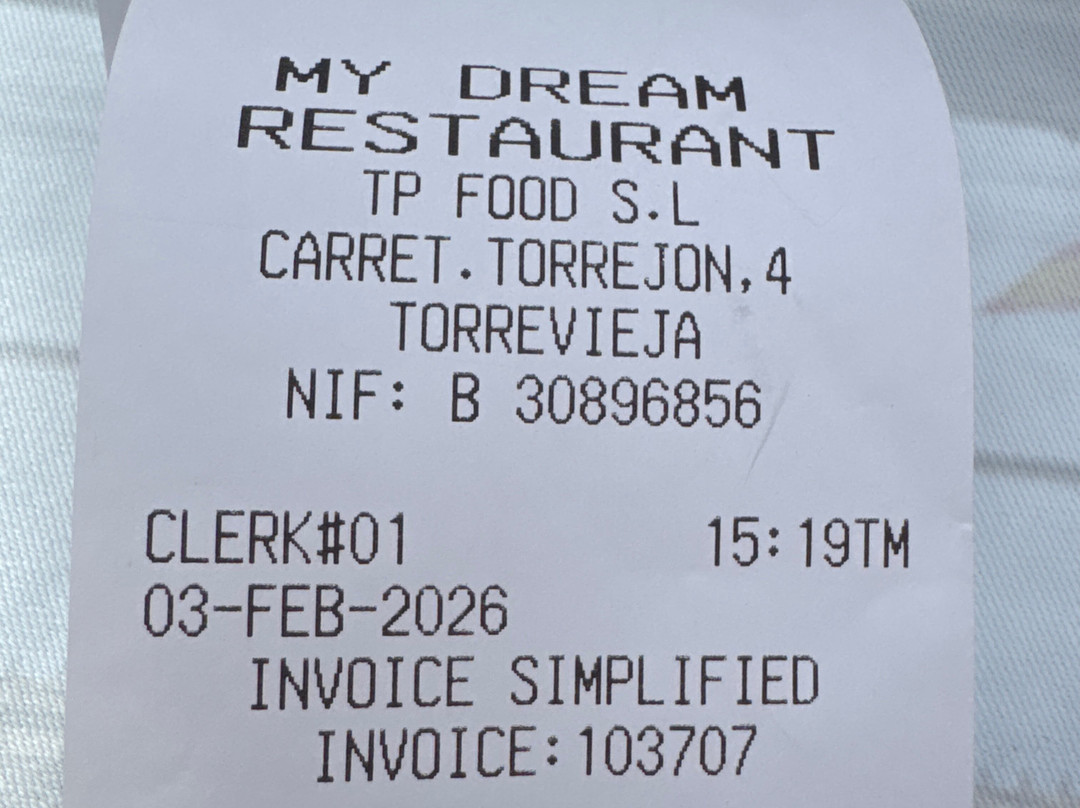 MY DREAM
RESTAURANT
TP FOOD S.L
CARRET.TORREJON,4
TORREVIEJA
NIF: B 30896856
CLERK#01 15:19TM
03-FEB-2026
INVOICE SIMPLIFIED
INVOICE:103707